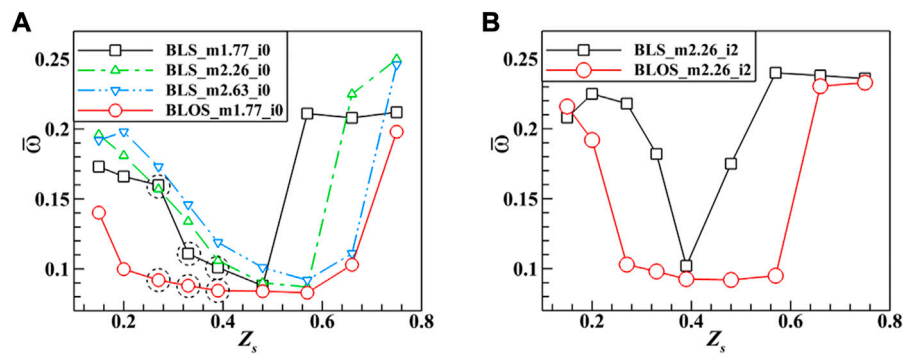 A
0.25
0.2
0.15
0.1
ω̅
BLS_m1.77_i0
BLS_m2.26_i0
BLS_m2.63_i0
BLOS_m1.77_i0
0.2 0.4 0.6 0.8
Zs
B
0.25
0.2
0.15
0.1
ω̅
BLS_m2.26_i2
BLOS_m2.26_i2
0.2 0.4 0.6 0.8
Zs